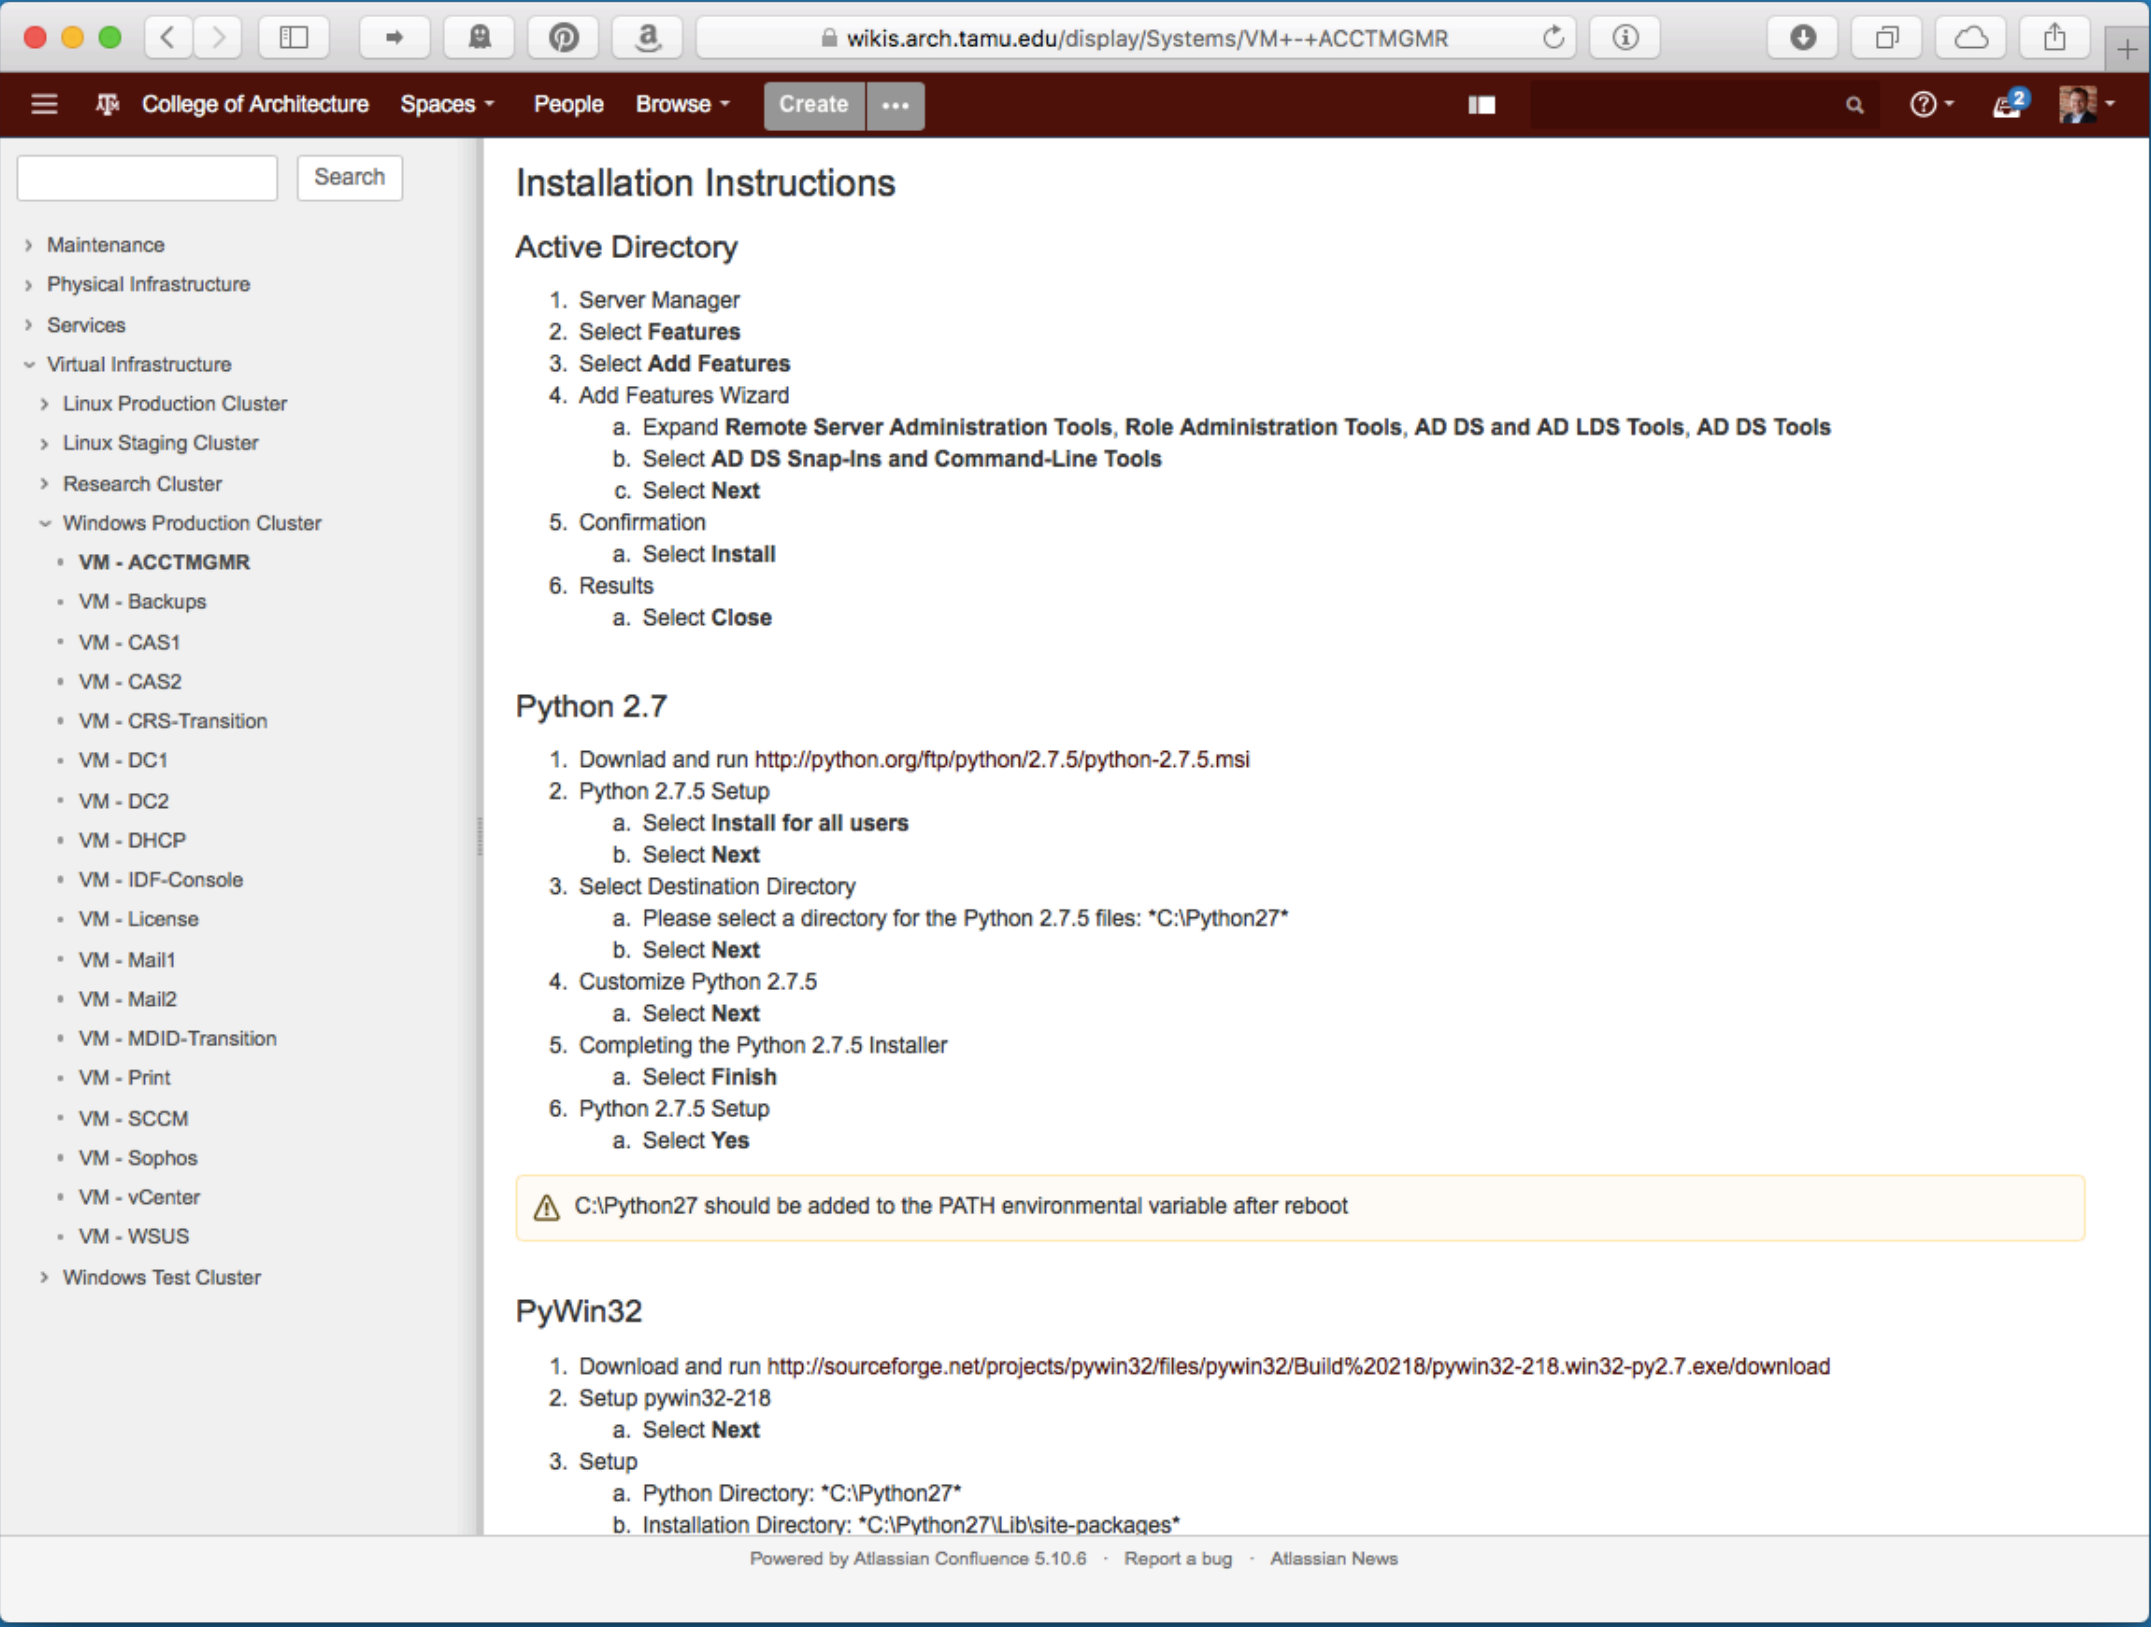 wikis.arch.tamu.edu/display/Systems/VM+-+ACCTMGMR
College of Architecture Spaces People Browse Create ••• 2
Search
Maintenance
Physical Infrastructure
Services
Virtual Infrastructure
Linux Production Cluster
Linux Staging Cluster
Research Cluster
Windows Production Cluster
VM - ACCTMGMR
VM - Backups
VM - CAS1
VM - CAS2
VM - CRS-Transition
VM - DC1
VM - DC2
VM - DHCP
VM - IDF-Console
VM - License
VM - Mail1
VM - Mail2
VM - MDID-Transition
VM - Print
VM - SCCM
VM - Sophos
VM - vCenter
VM - WSUS
Windows Test Cluster
Installation Instructions
Active Directory
1. Server Manager
2. Select Features
3. Select Add Features
4. Add Features Wizard
a. Expand Remote Server Administration Tools, Role Administration Tools, AD DS and AD LDS Tools, AD DS Tools
b. Select AD DS Snap-Ins and Command-Line Tools
c. Select Next
5. Confirmation
a. Select Install
6. Results
a. Select Close
Python 2.7
1. Downlad and run http://python.org/ftp/python/2.7.5/python-2.7.5.msi
2. Python 2.7.5 Setup
a. Select Install for all users
b. Select Next
3. Select Destination Directory
a. Please select a directory for the Python 2.7.5 files: *C:\Python27*
b. Select Next
4. Customize Python 2.7.5
a. Select Next
5. Completing the Python 2.7.5 Installer
a. Select Finish
6. Python 2.7.5 Setup
a. Select Yes
C:\Python27 should be added to the PATH environmental variable after reboot
PyWin32
1. Download and run http://sourceforge.net/projects/pywin32/files/pywin32/Build%20218/pywin32-218.win32-py2.7.exe/download
2. Setup pywin32-218
a. Select Next
3. Setup
a. Python Directory: *C:\Python27*
b. Installation Directory: *C:\Python27\Lib\site-packages*
Powered by Atlassian Confluence 5.10.6 · Report a bug · Atlassian News